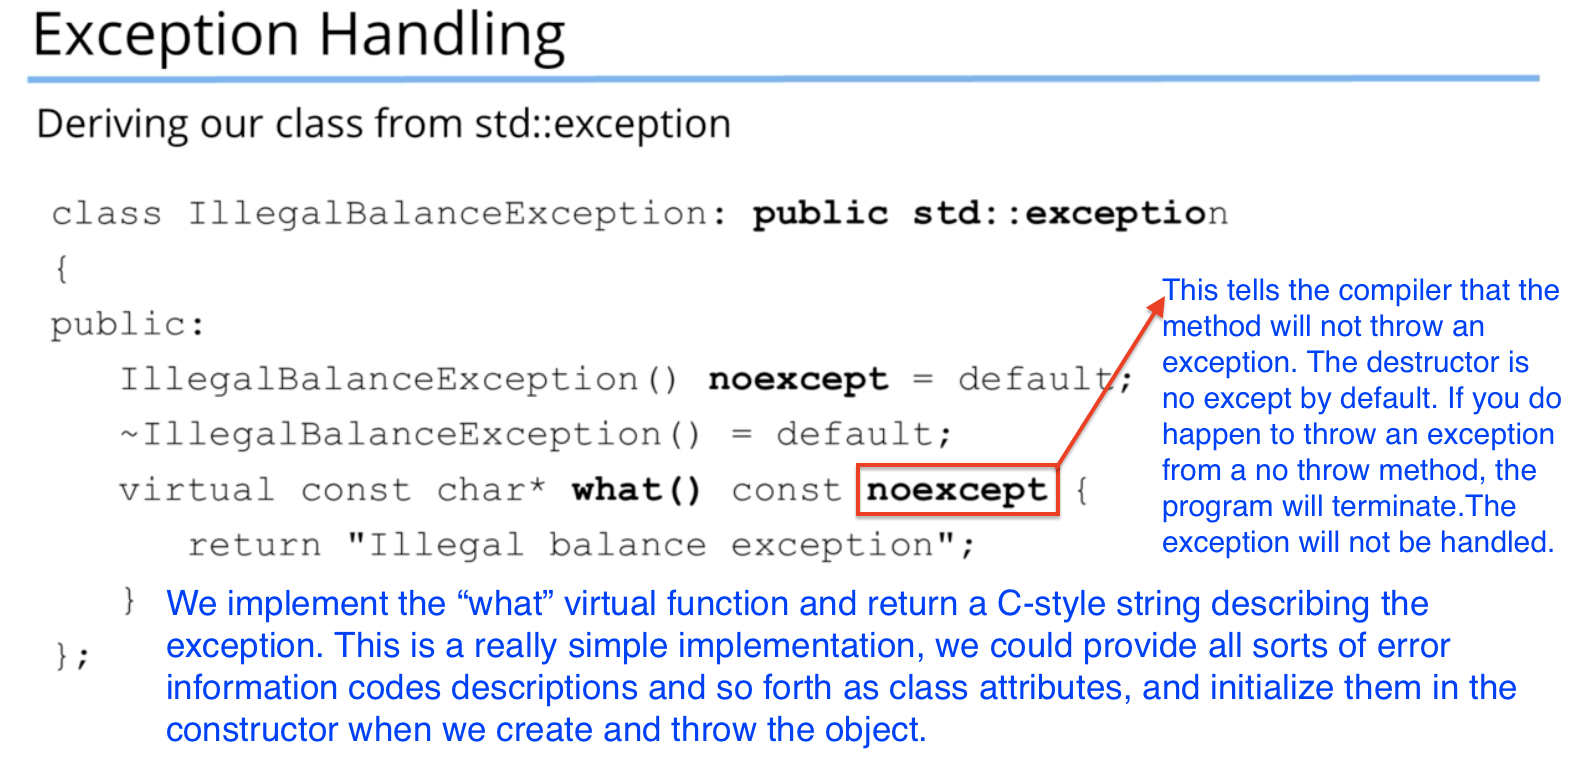 Exception Handling
Deriving our class from std::exception
class IllegalBalanceException: public std::exception
{
public:
IllegalBalanceException() noexcept = default;
~IllegalBalanceException() = default;
virtual const char* what() const noexcept {
return "Illegal balance exception";
}
};
This tells the compiler that the
method will not throw an
exception. The destructor is
no except by default. If you do
happen to throw an exception
from a no throw method, the
program will terminate.The
exception will not be handled.
We implement the “what” virtual function and return a C-style string describing the
exception. This is a really simple implementation, we could provide all sorts of error
information codes descriptions and so forth as class attributes, and initialize them in the
constructor when we create and throw the object.